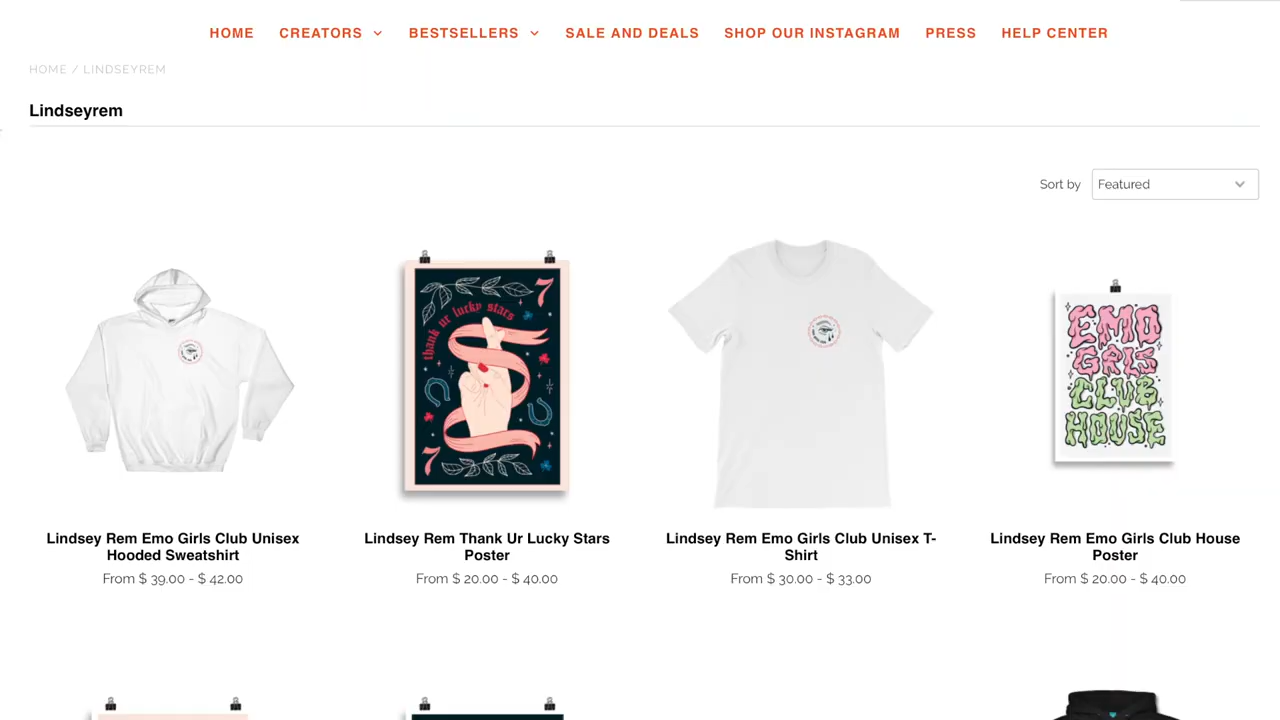 HOME CREATORS BESTSELLERS SALE AND DEALS SHOP OUR INSTAGRAM PRESS HELP CENTER
HOME / LINDSEYREM
Lindseyrem
Sort by Featured
7
thank ur lucky stars
7
EMO
GRLS
CLUB
HOUSE
Lindsey Rem Emo Girls Club Unisex
Hooded Sweatshirt
From $ 39.00 - $ 42.00
Lindsey Rem Thank Ur Lucky Stars
Poster
From $ 20.00 - $ 40.00
Lindsey Rem Emo Girls Club Unisex T-
Shirt
From $ 30.00 - $ 33.00
Lindsey Rem Emo Girls Club House
Poster
From $ 20.00 - $ 40.00